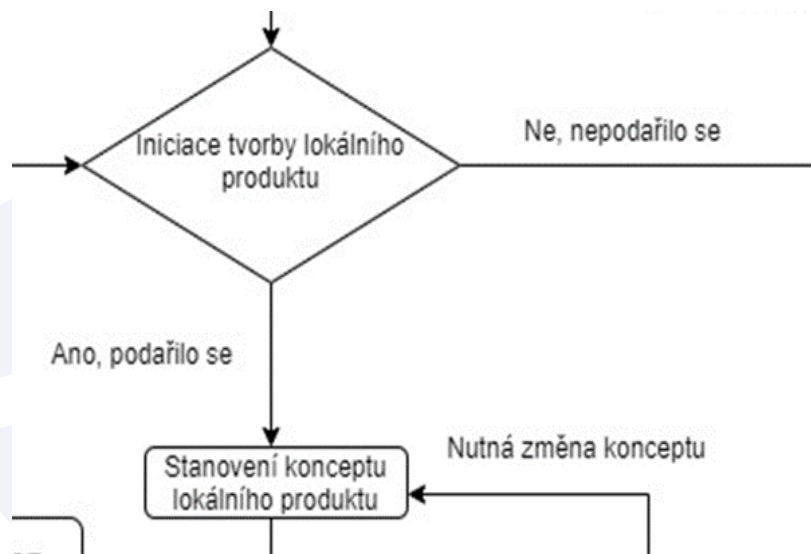 Iniciace tvorby lokálního
produktu
Ne, nepodařilo se
Ano, podařilo se
Stanovení konceptu
lokálního produktu
Nutná změna konceptu